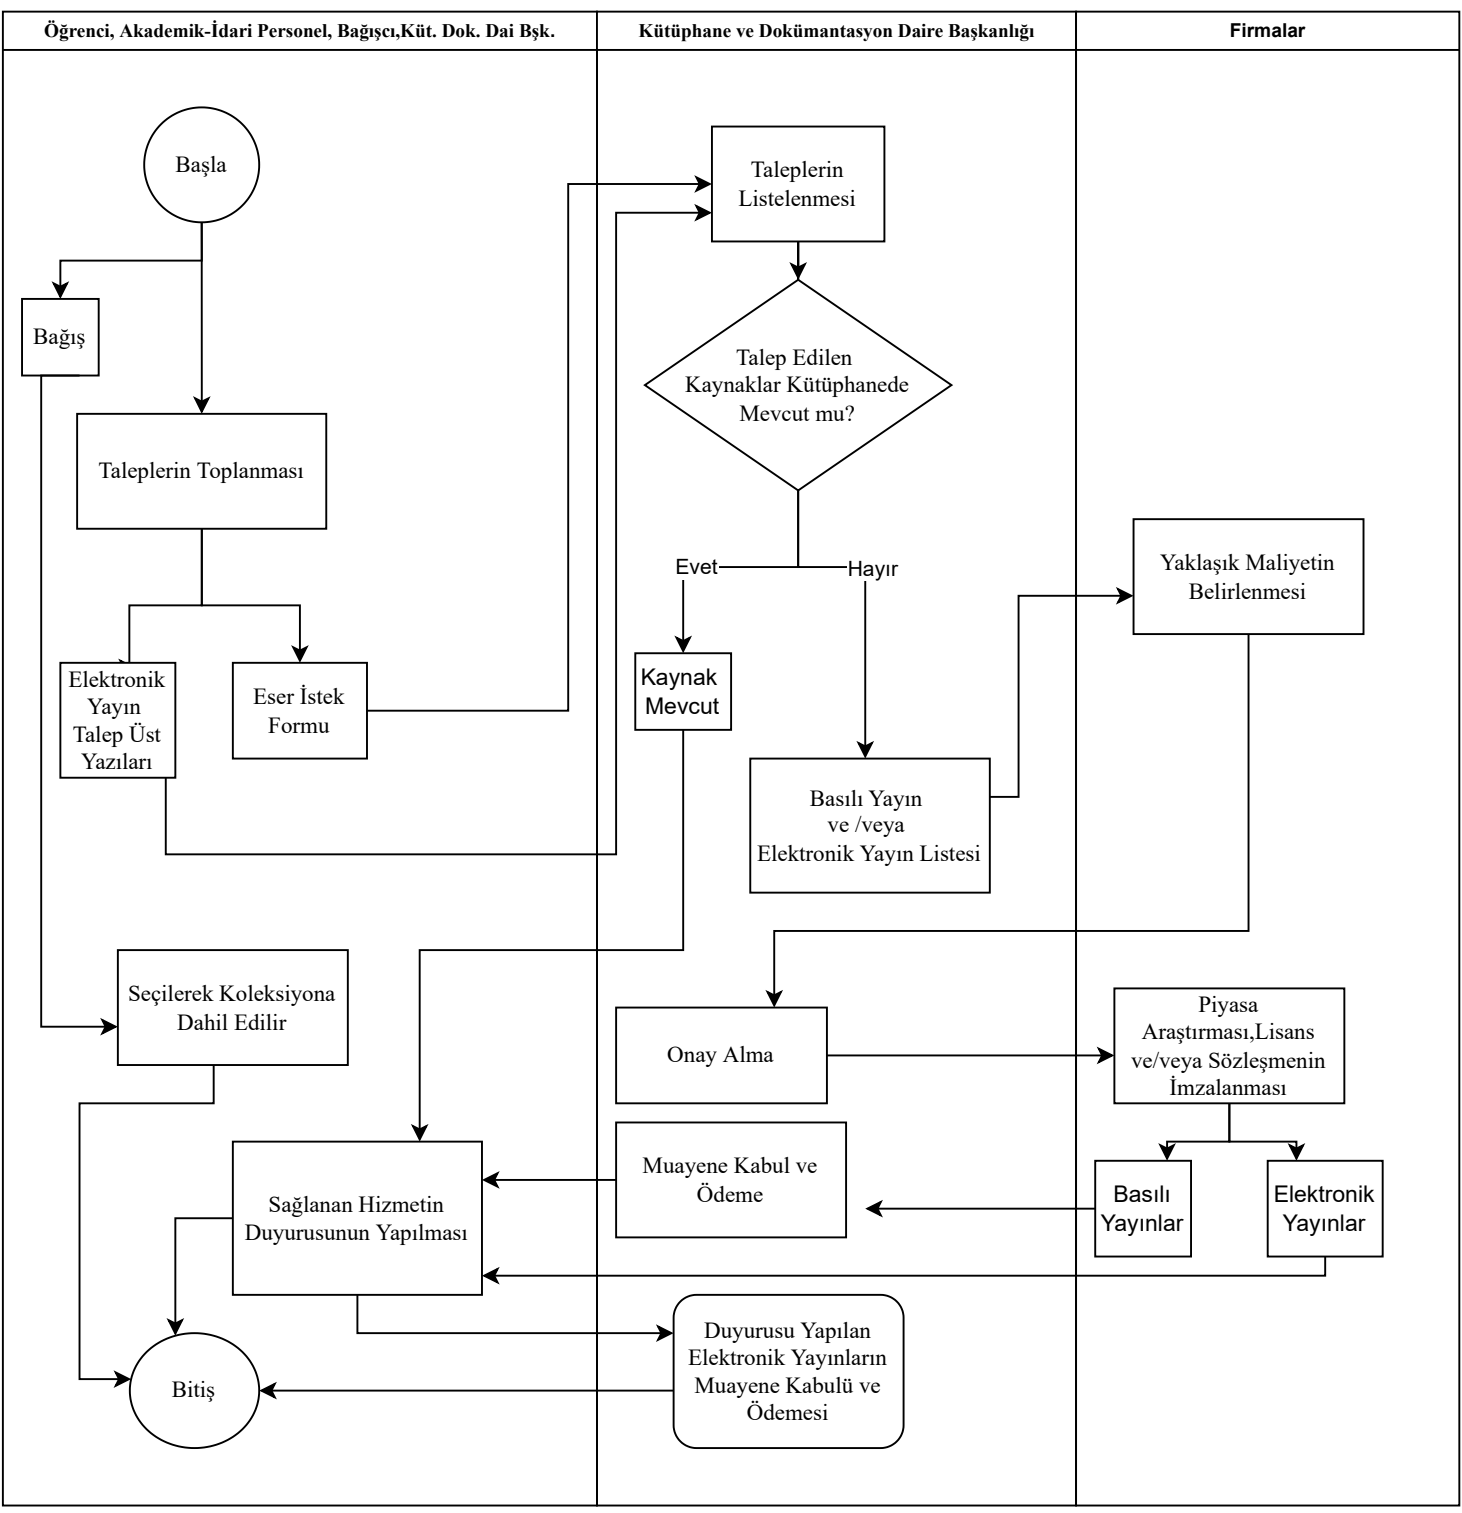 Öğrenci, Akademik-İdari Personel, Bağışcı,Küt. Dok. Dai Bşk.
Kütüphane ve Dokümantasyon Daire Başkanlığı
Firmalar
Başla
Bağış
Taleplerin Toplanması
Elektronik
Yayın
Talep Üst
Yazıları
Eser İstek
Formu
Taleplerin
Listelenmesi
Talep Edilen
Kaynaklar Kütüphanede
Mevcut mu?
Evet
Hayır
Kaynak
Mevcut
Basılı Yayın
ve /veya
Elektronik Yayın Listesi
Yaklaşık Maliyetin
Belirlenmesi
Seçilerek Koleksiyona
Dahil Edilir
Onay Alma
Piyasa
Araştırması,Lisans
ve/veya Sözleşmenin
İmzalanması
Basılı
Yayınlar
Elektronik
Yayınlar
Muayene Kabul ve
Ödeme
Sağlanan Hizmetin
Duyurusunun Yapılması
Duyurusu Yapılan
Elektronik Yayınların
Muayene Kabulü ve
Ödemesi
Bitiş